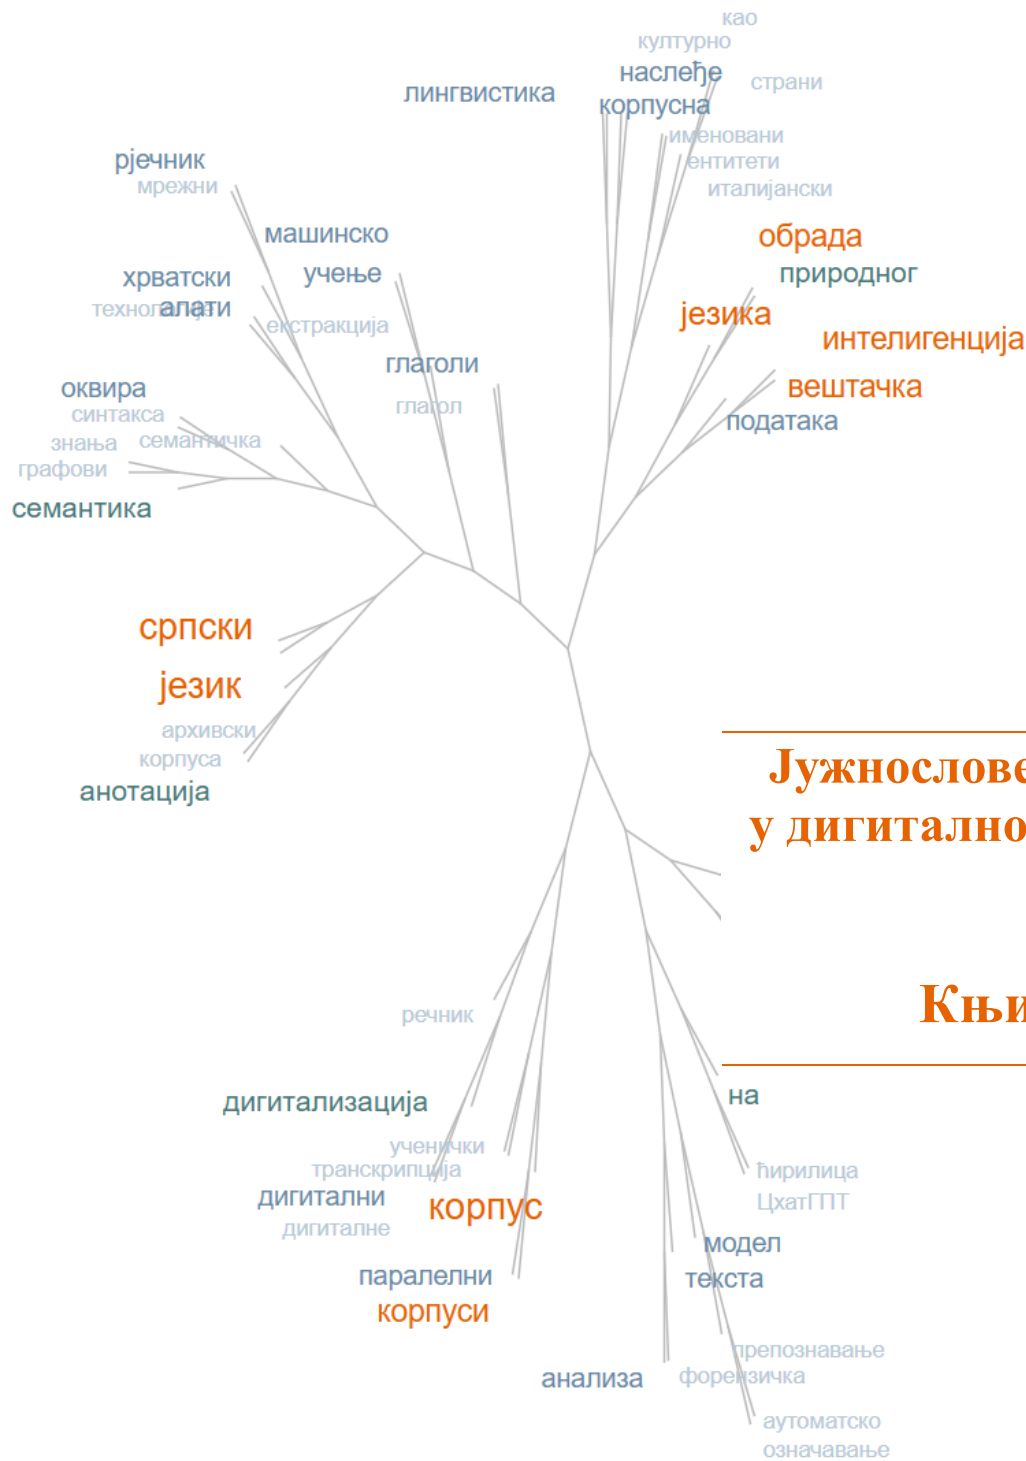 као
културно
наслеђе
страни
лингвистика
корпусна
именовани
ентитети
италијански
рјечник
мрежни
машинско
учење
обрада
природног
хрватски
алати
екстракција
језика
интелигенција
глаголи
вештачка
глагол
података
оквира
синтакса
знања
семантичка
графови
семантика
српски
језик
архивски
корпуса
анотација
Јужнослове
у дигитално
Књи
речник
дигитализација
на
ученички
транскрипција
ћирилица
дигитални
корпус
ЦхатГПТ
дигиталне
модел
паралелни
текста
корпуси
препознавање
анализа
форензичка
аутоматско
означавање